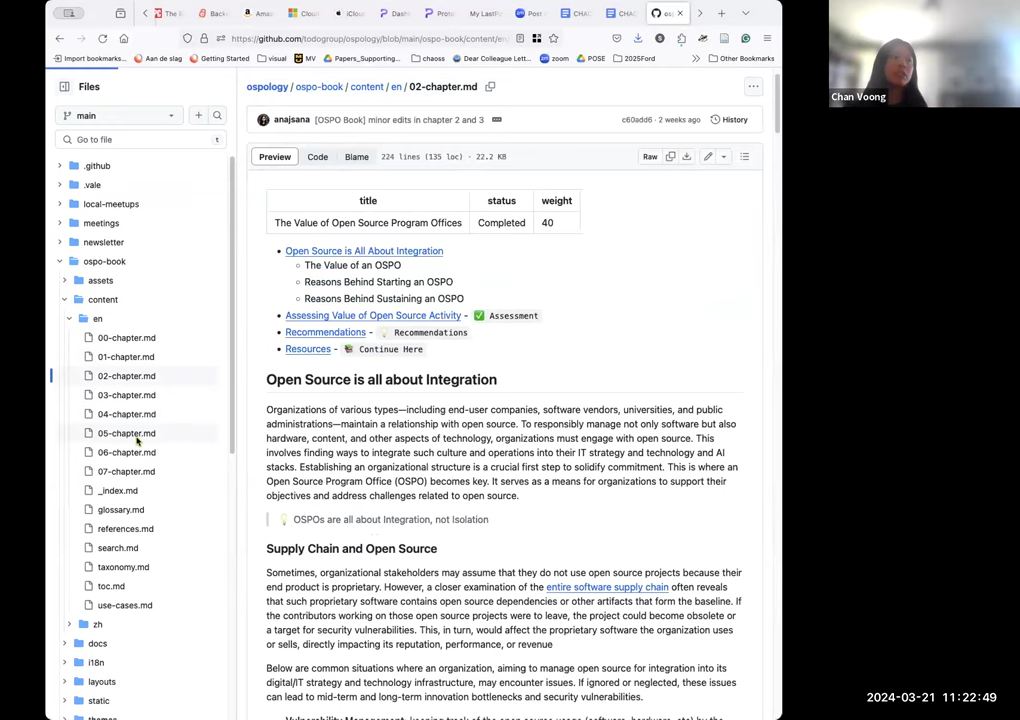 The E
Back
Ama
Clou
iClou
Dash
Prot
My LastP
Post
CHAC
CHAC
osp
https://github.com/todogroup/ospology/blob/main/ospo-book/content/en
Import bookmarks...
Aan de slag
Getting Started
visual
MV
Papers_Supporting...
chaoss
Dear Colleague Lett...
zoom
POSE
2025Ford
Other Bookmarks
Files
main
Go to file
t
.github
.vale
local-meetups
meetings
newsletter
ospo-book
assets
content
en
00-chapter.md
01-chapter.md
02-chapter.md
03-chapter.md
04-chapter.md
05-chapter.md
06-chapter.md
07-chapter.md
_index.md
glossary.md
references.md
search.md
taxonomy.md
toc.md
use-cases.md
zh
docs
i18n
layouts
static
ospology / ospo-book / content / en / 02-chapter.md
anajsana [OSPO Book] minor edits in chapter 2 and 3 c60add6 · 2 weeks ago History
Preview Code Blame 224 lines (135 loc) · 22.2 KB Raw
title status weight
The Value of Open Source Program Offices Completed 40
• Open Source is All About Integration
○ The Value of an OSPO
○ Reasons Behind Starting an OSPO
○ Reasons Behind Sustaining an OSPO
• Assessing Value of Open Source Activity - ✅ Assessment
• Recommendations - 💡 Recommendations
• Resources - 📚 Continue Here
Open Source is all about Integration
Organizations of various types—including end-user companies, software vendors, universities, and public
administrations—maintain a relationship with open source. To responsibly manage not only software but also
hardware, content, and other aspects of technology, organizations must engage with open source. This
involves finding ways to integrate such culture and operations into their IT strategy and technology and AI
stacks. Establishing an organizational structure is a crucial first step to solidify commitment. This is where an
Open Source Program Office (OSPO) becomes key. It serves as a means for organizations to support their
objectives and address challenges related to open source.
💡 OSPOs are all about Integration, not Isolation
Supply Chain and Open Source
Sometimes, organizational stakeholders may assume that they do not use open source projects because their
end product is proprietary. However, a closer examination of the entire software supply chain often reveals
that such proprietary software contains open source dependencies or other artifacts that form the baseline. If
the contributors working on those open source projects were to leave, the project could become obsolete or
a target for security vulnerabilities. This, in turn, would affect the proprietary software the organization uses
or sells, directly impacting its reputation, performance, or revenue
Below are common situations where an organization, aiming to manage open source for integration into its
digital/IT strategy and technology infrastructure, may encounter issues. If ignored or neglected, these issues
can lead to mid-term and long-term innovation bottlenecks and security vulnerabilities.
Chan Voong
2024-03-21 11:22:49